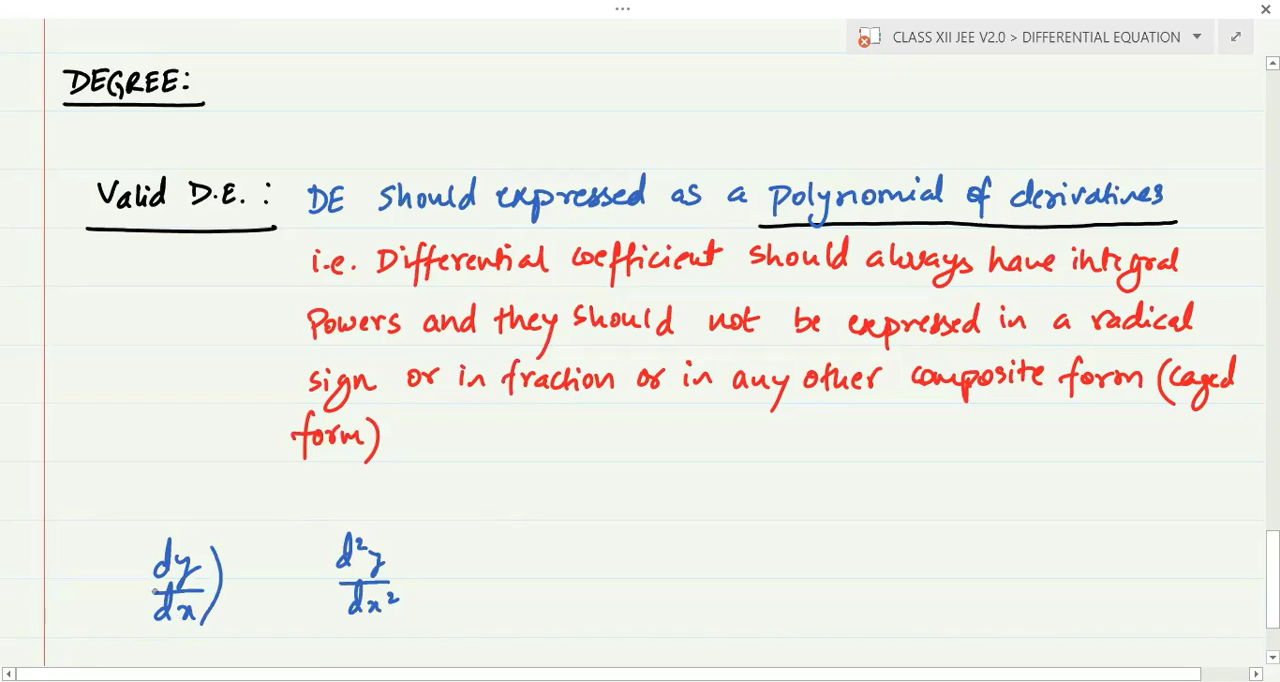 CLASS XII JEE V2.0 > DIFFERENTIAL EQUATION
DEGREE:
Valid D.E. : DE should expressed as a polynomial of derivatives
i.e. Differential coefficient should always have integral
Powers and they should not be expressed in a radical
sign or in fraction or in any other composite form (caged
form)
dy/dx) d²y/dx²